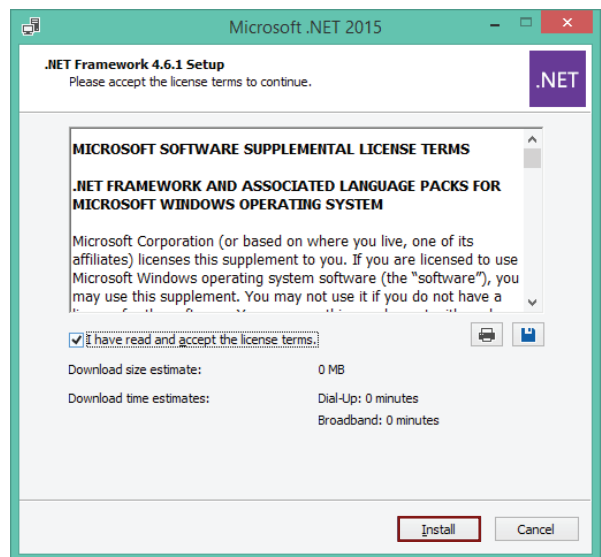 Microsoft .NET 2015
.NET Framework 4.6.1 Setup
Please accept the license terms to continue.
.NET
MICROSOFT SOFTWARE SUPPLEMENTAL LICENSE TERMS
.NET FRAMEWORK AND ASSOCIATED LANGUAGE PACKS FOR
MICROSOFT WINDOWS OPERATING SYSTEM
Microsoft Corporation (or based on where you live, one of its
affiliates) licenses this supplement to you. If you are licensed to use
Microsoft Windows operating system software (the “software”), you
may use this supplement. You may not use it if you do not have a
I have read and accept the license terms.
Download size estimate: 0 MB
Download time estimates: Dial-Up: 0 minutes
Broadband: 0 minutes
Install Cancel